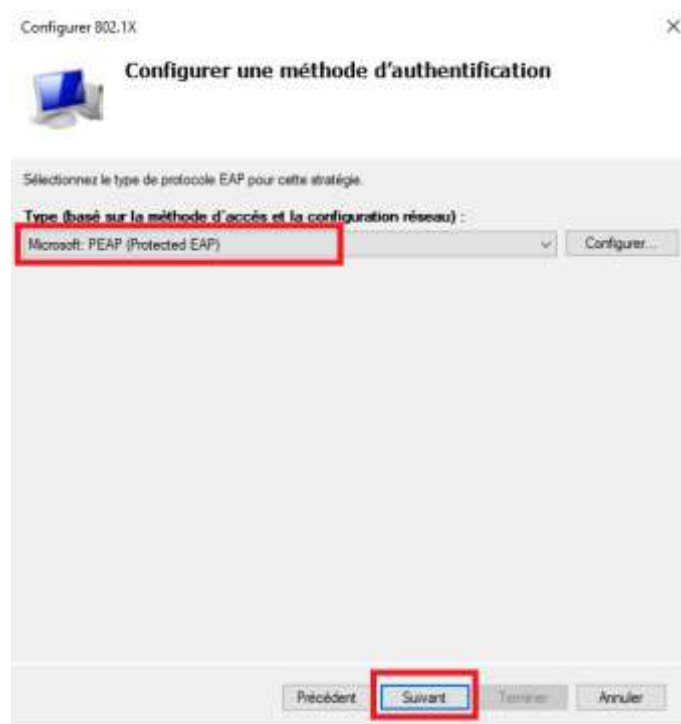 Configurer 802.1X
Configurer une méthode d'authentification
Sélectionnez le type de protocole EAP pour cette stratégie.
Type (basé sur la méthode d'accès et la configuration réseau) :
Microsoft: PEAP (Protected EAP)
Configurer...
Précédent
Suivant
Terminer
Annuler